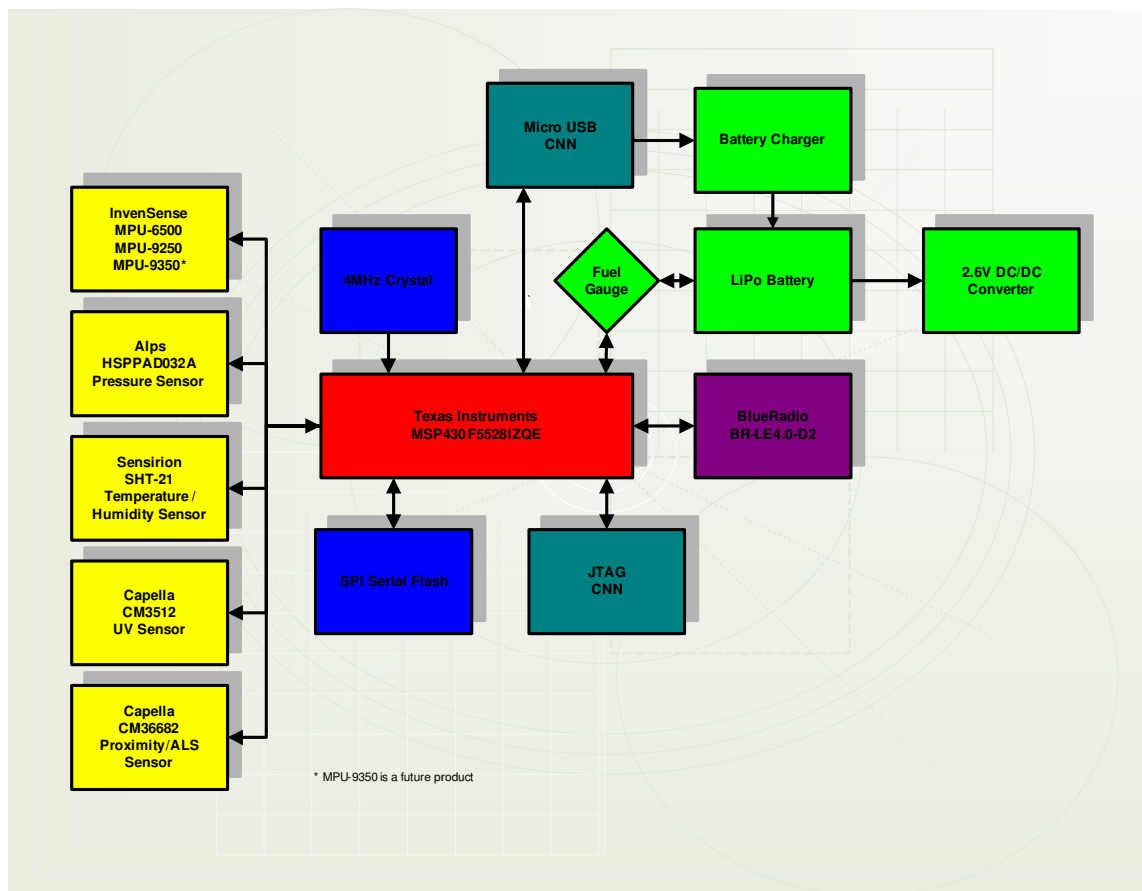 Micro USB
CNN
Battery Charger
InvenSense
MPU-6500
MPU-9250
MPU-9350*
4MHz Crystal
Fuel
Gauge
LiPo Battery
2.6V DC/DC
Converter
Alps
HSPPAD032A
Pressure Sensor
Texas Instruments
MSP430F5528IZQE
BlueRadio
BR-LE4.0-D2
Sensirion
SHT-21
Temperature /
Humidity Sensor
SPI Serial Flash
JTAG
CNN
Capella
CM3512
UV Sensor
Capella
CM36682
Proximity/ALS
Sensor
* MPU-9350 is a future product